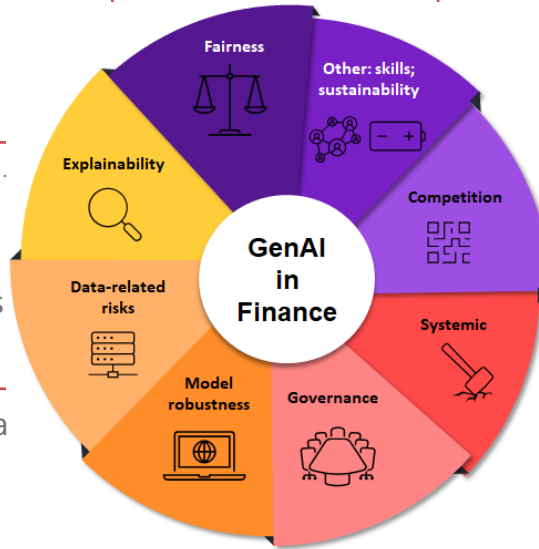 Fairness
Other: skills;
sustainability
Competition
Systemic
Governance
Model
robustness
Data-related
risks
Explainability
GenAI
in
Finance
s
a